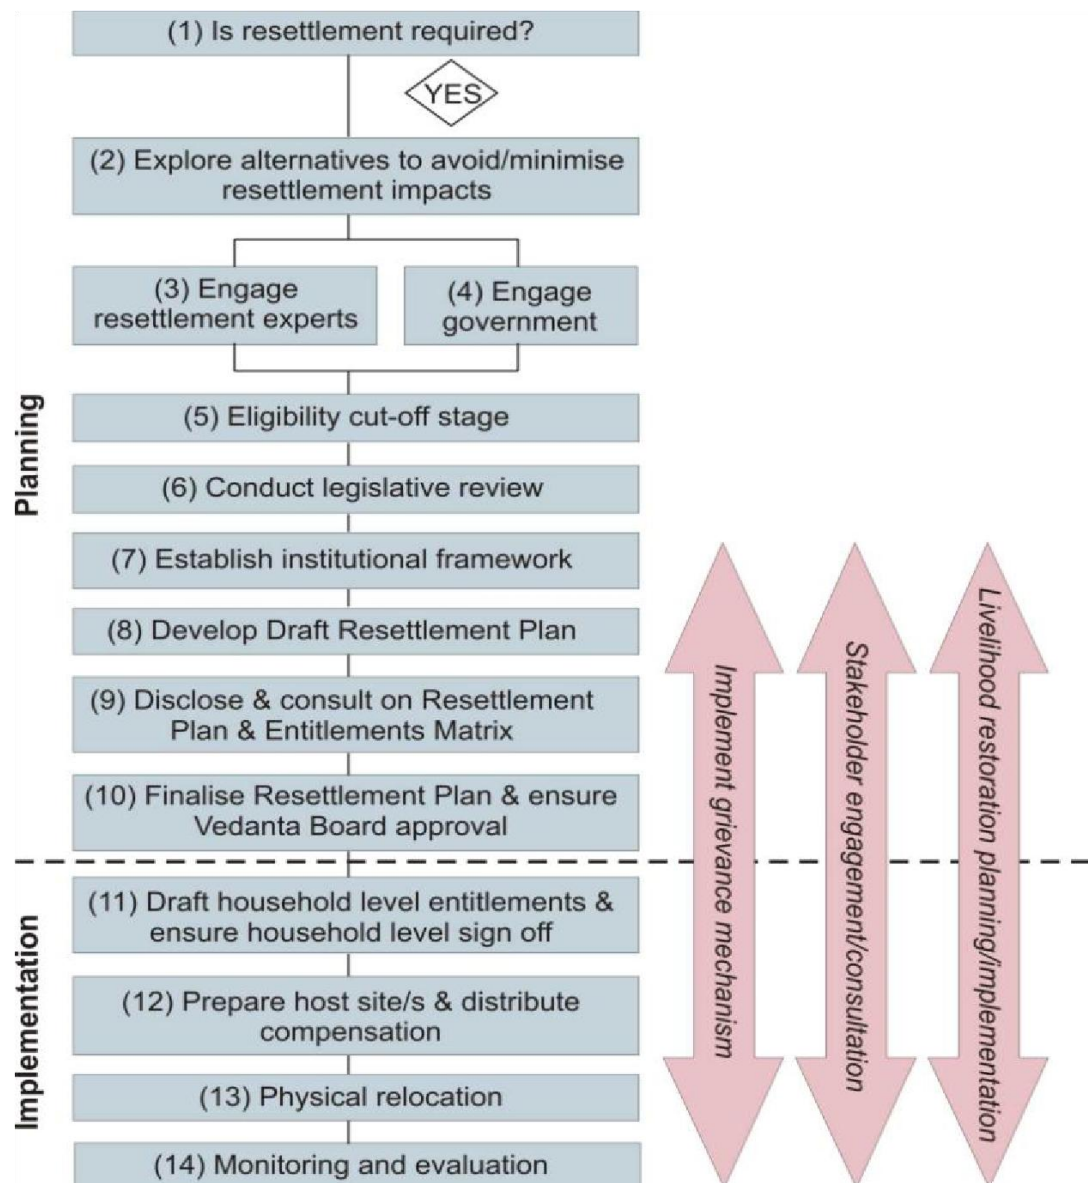 (1) Is resettlement required?
YES
(2) Explore alternatives to avoid/minimise
resettlement impacts
(3) Engage
resettlement experts
(4) Engage
government
(5) Eligibility cut-off stage
(6) Conduct legislative review
(7) Establish institutional framework
(8) Develop Draft Resettlement Plan
(9) Disclose & consult on Resettlement
Plan & Entitlements Matrix
(10) Finalise Resettlement Plan & ensure
Vedanta Board approval
Planning
(11) Draft household level entitlements &
ensure household level sign off
(12) Prepare host site/s & distribute
compensation
(13) Physical relocation
(14) Monitoring and evaluation
Implementation
Implement grievance mechanism
Stakeholder engagement/consultation
Livelihood restoration planning/implementation